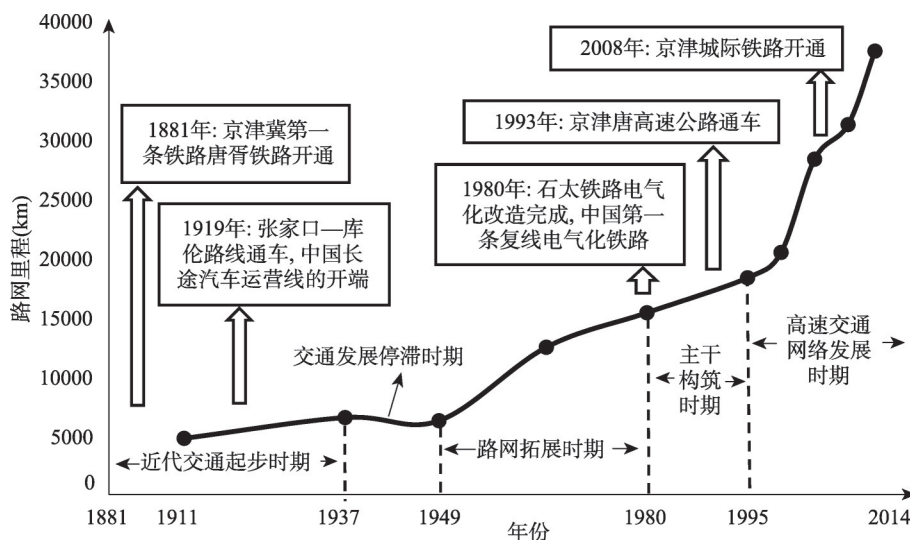 40000
35000
30000
25000
20000
15000
10000
5000
0
路网里程(km)
2008年: 京津城际铁路开通
1993年: 京津唐高速公路通车
1881年: 京津冀第一
条铁路唐胥铁路开通
1980年: 石太铁路电气
化改造完成, 中国第一
条复线电气化铁路
1919年: 张家口—库
伦路线通车, 中国长
途汽车运营线的开端
交通发展停滞时期
主干
构筑
时期
高速交通
网络发展
时期
近代交通起步时期
路网拓展时期
1881
1911
1937
1949
1980
1995
2014
年份